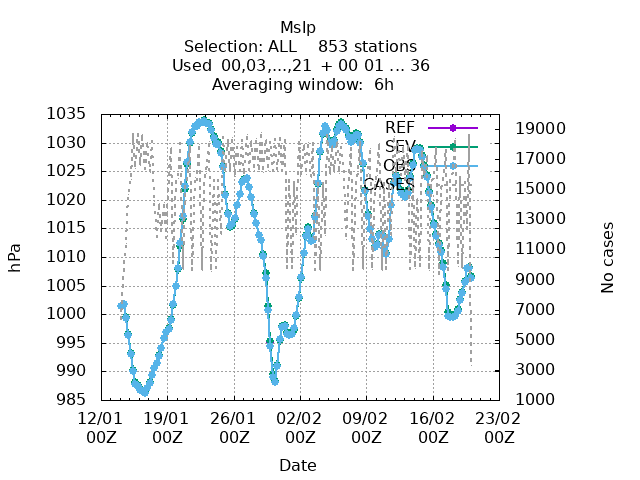 Mslp
Selection: ALL 853 stations
Used 00,03,...,21 + 00 01 ... 36
Averaging window: 6h
1035
1030
1025
1020
1015
1010
1005
1000
995
990
985
hPa
19000
17000
15000
13000
11000
9000
7000
5000
3000
1000
No cases
REF
SEV
OBS
CASES
12/01 19/01 26/01 02/02 09/02 16/02 23/02
00Z 00Z 00Z 00Z 00Z 00Z 00Z
Date